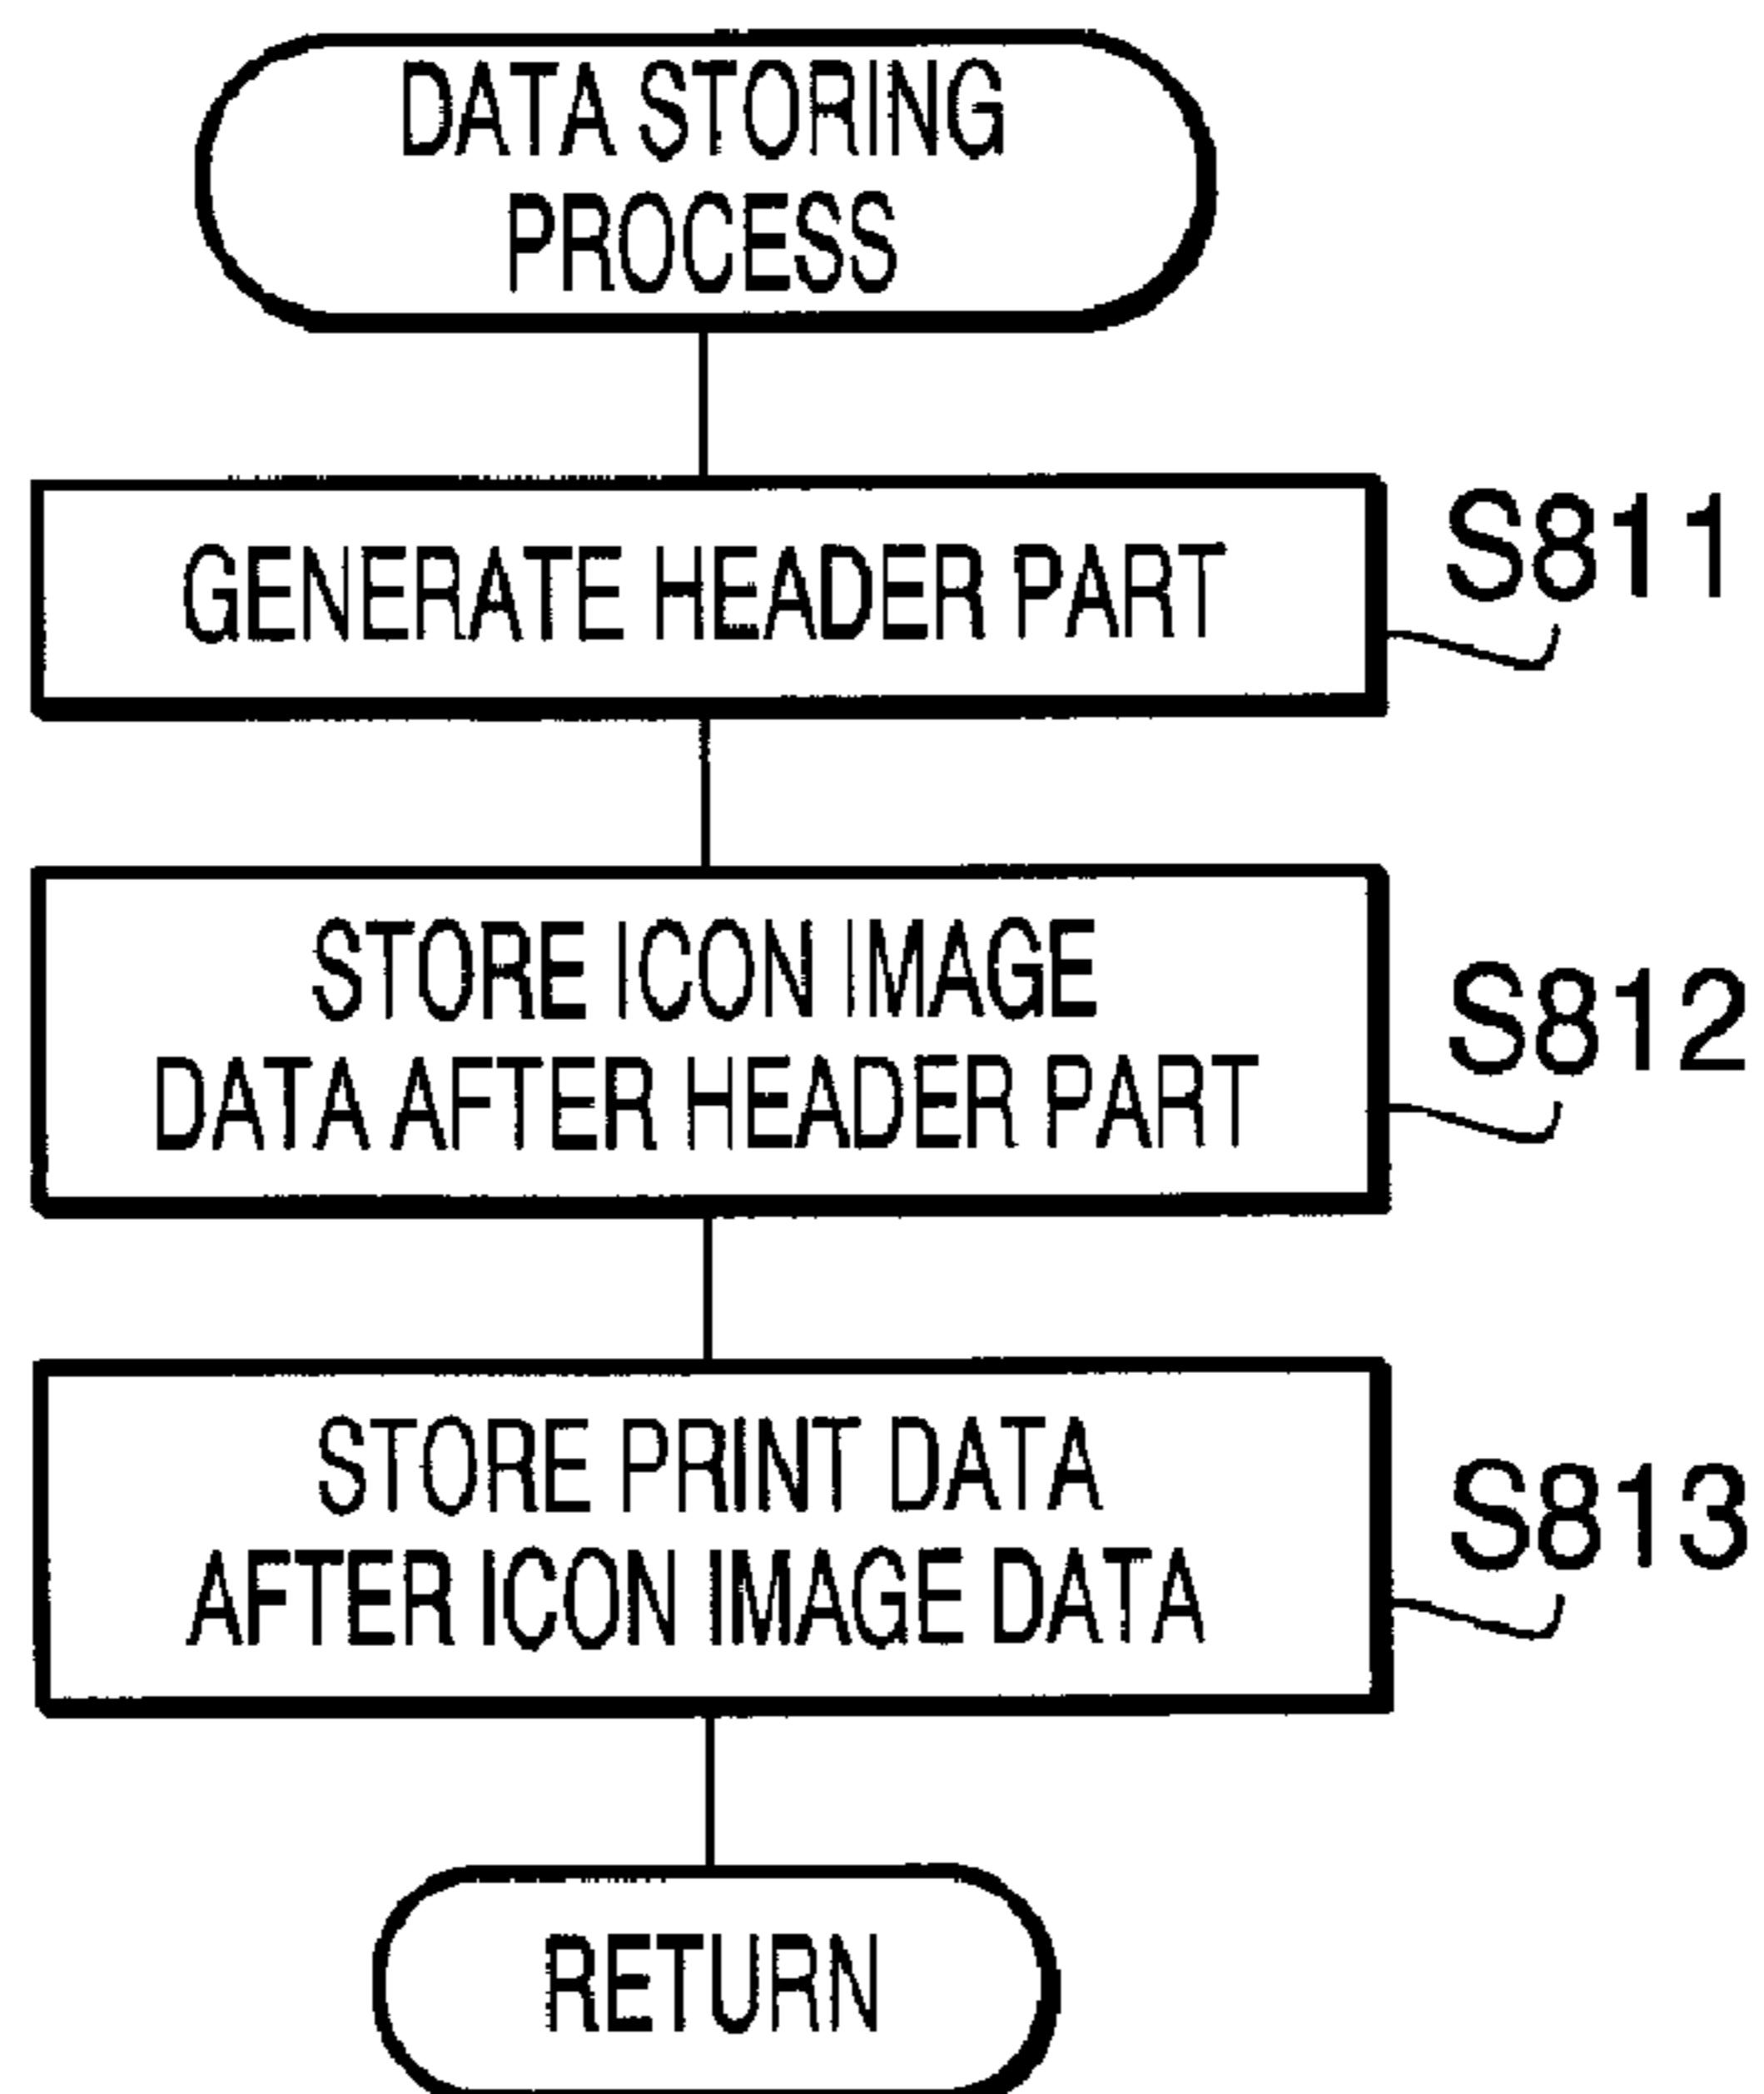 DATA STORING
PROCESS
GENERATE HEADER PART
S811
STORE ICON IMAGE
DATA AFTER HEADER PART
S812
STORE PRINT DATA
AFTER ICON IMAGE DATA
S813
RETURN